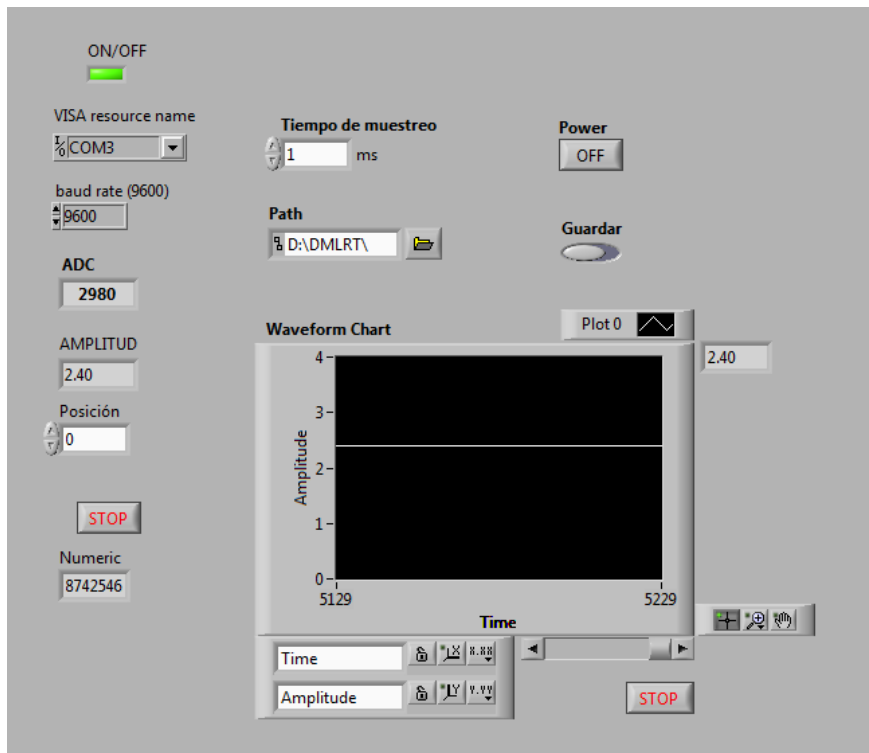 ON/OFF
VISA resource name
COM3
baud rate (9600)
9600
ADC
2980
AMPLITUD
2.40
Posición
0
STOP
Numeric
8742546
Tiempo de muestreo
1 ms
Power
OFF
Path
D:\DMLRT\
Guardar
Waveform Chart
Plot 0
2.40
4
3
2
1
0
Amplitude
5129 5229
Time
Time
X.XX
Amplitude
Y.YY
STOP